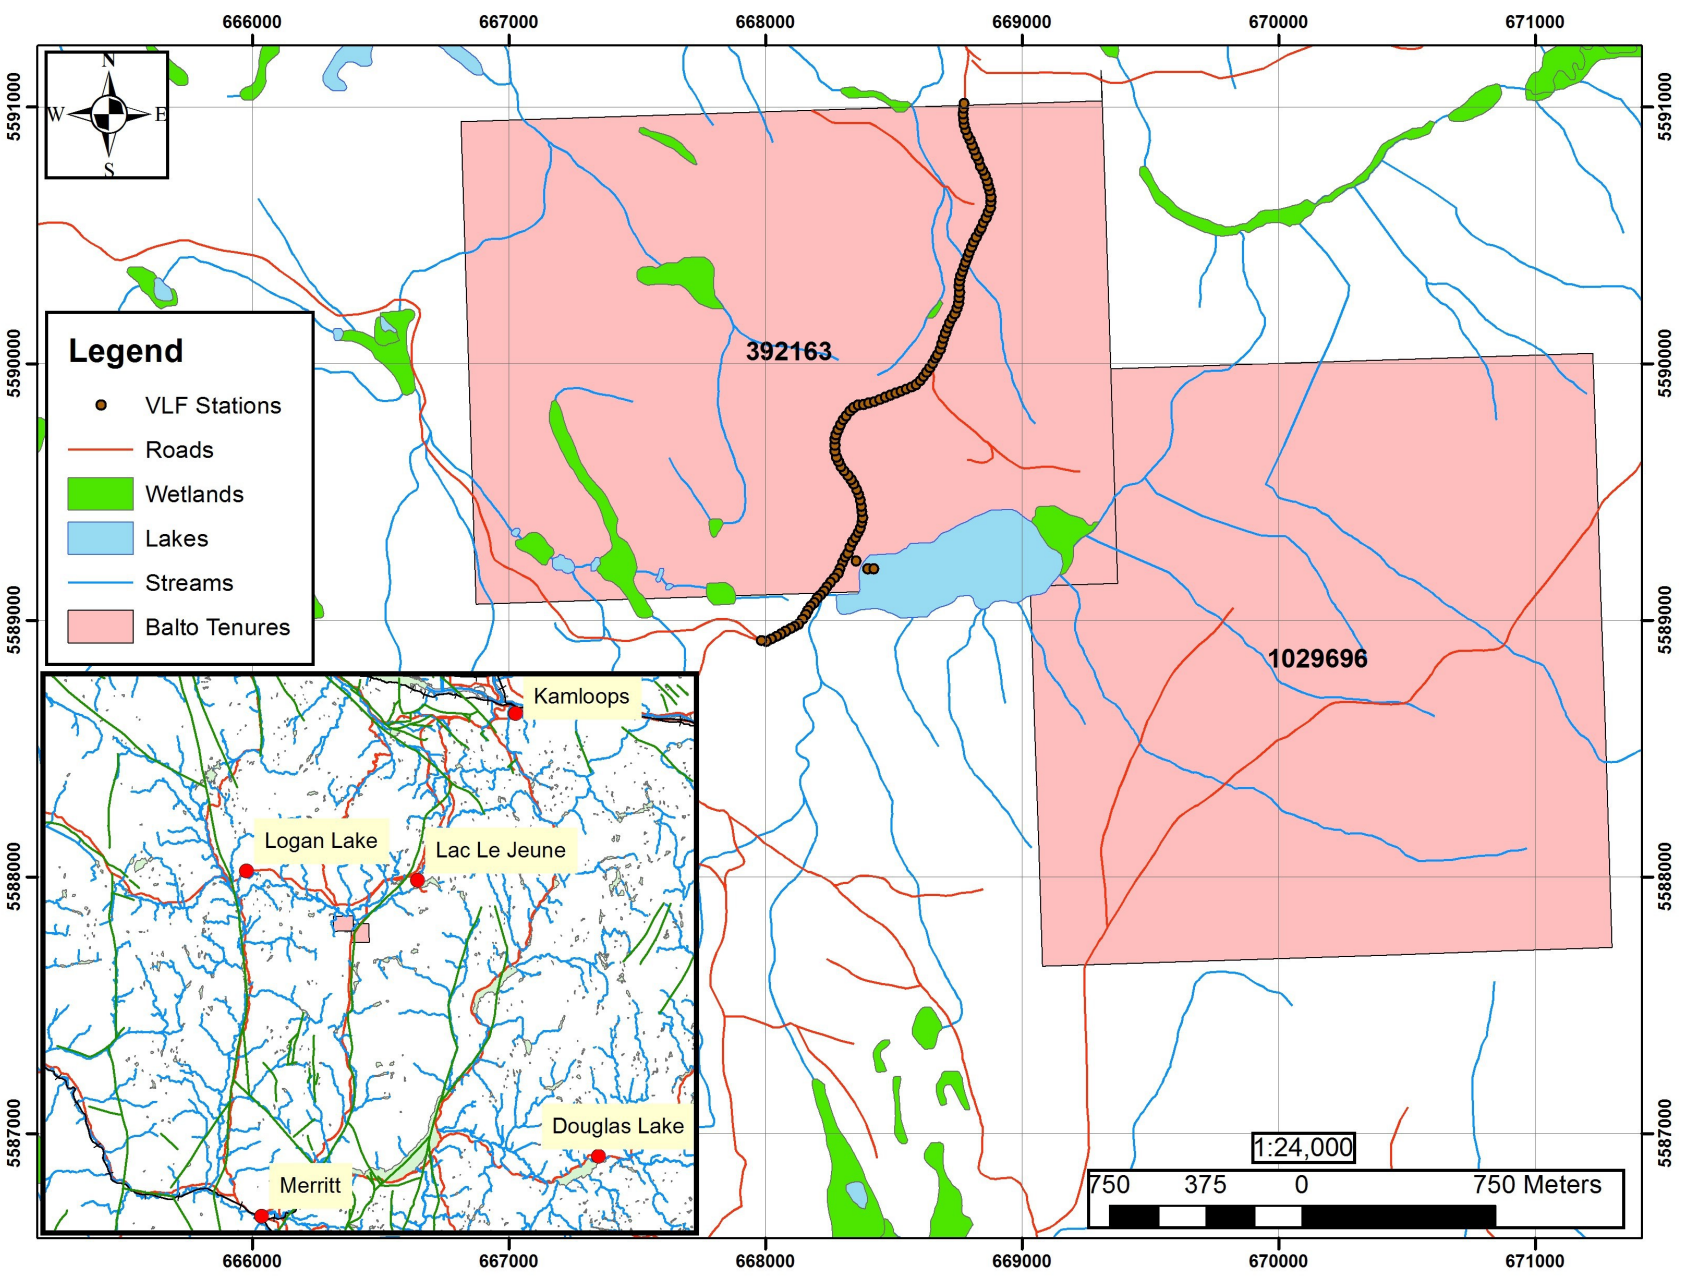 666000 667000 668000 669000 670000 671000
N
W E
S
5591000 5591000
392163
5590000 5590000
Legend
VLF Stations
Roads
Wetlands
Lakes
Streams
Balto Tenures
5589000 5589000
1029696
Kamloops
Logan Lake
Lac Le Jeune
5588000 5588000
Douglas Lake
Merritt
5587000 5587000
1:24,000
750 375 0 750 Meters
666000 667000 668000 669000 670000 671000